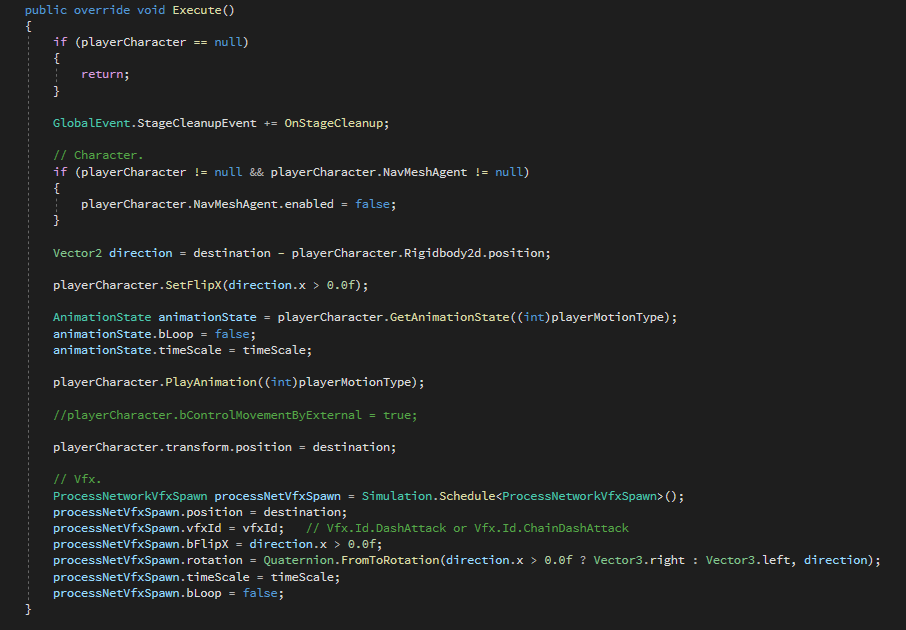 public override void Execute()
{
if (playerCharacter == null)
{
return;
}
GlobalEvent.StageCleanupEvent += OnStageCleanup;
// Character.
if (playerCharacter != null && playerCharacter.NavMeshAgent != null)
{
playerCharacter.NavMeshAgent.enabled = false;
}
Vector2 direction = destination - playerCharacter.Rigidbody2d.position;
playerCharacter.SetFlipX(direction.x > 0.0f);
AnimationState animationState = playerCharacter.GetAnimationState((int)playerMotionType);
animationState.bLoop = false;
animationState.timeScale = timeScale;
playerCharacter.PlayAnimation((int)playerMotionType);
//playerCharacter.bControlMovementByExternal = true;
playerCharacter.transform.position = destination;
// Vfx.
ProcessNetworkVfxSpawn processNetVfxSpawn = Simulation.Schedule<ProcessNetworkVfxSpawn>();
processNetVfxSpawn.position = destination;
processNetVfxSpawn.vfxId = vfxId;   // Vfx.Id.DashAttack or Vfx.Id.ChainDashAttack
processNetVfxSpawn.bFlipX = direction.x > 0.0f;
processNetVfxSpawn.rotation = Quaternion.FromToRotation(direction.x > 0.0f ? Vector3.right : Vector3.left, direction);
processNetVfxSpawn.timeScale = timeScale;
processNetVfxSpawn.bLoop = false;
}